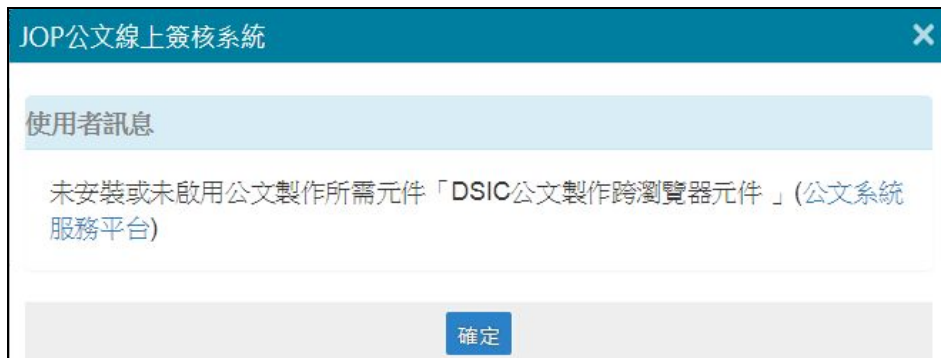 JOP公文線上簽核系統
使用者訊息
未安裝或未啟用公文製作所需元件「DSIC公文製作跨瀏覽器元件 」(公文系統
服務平台)
確定